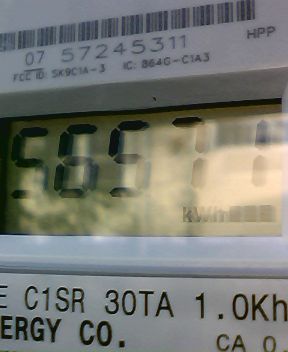 HPP
07 57245311
FCC ID: SK9C1A-3 IC: 864G-C1A3
56571
kWh
E C1SR 30TA 1.0Kh
ERGY CO.
CA 0.